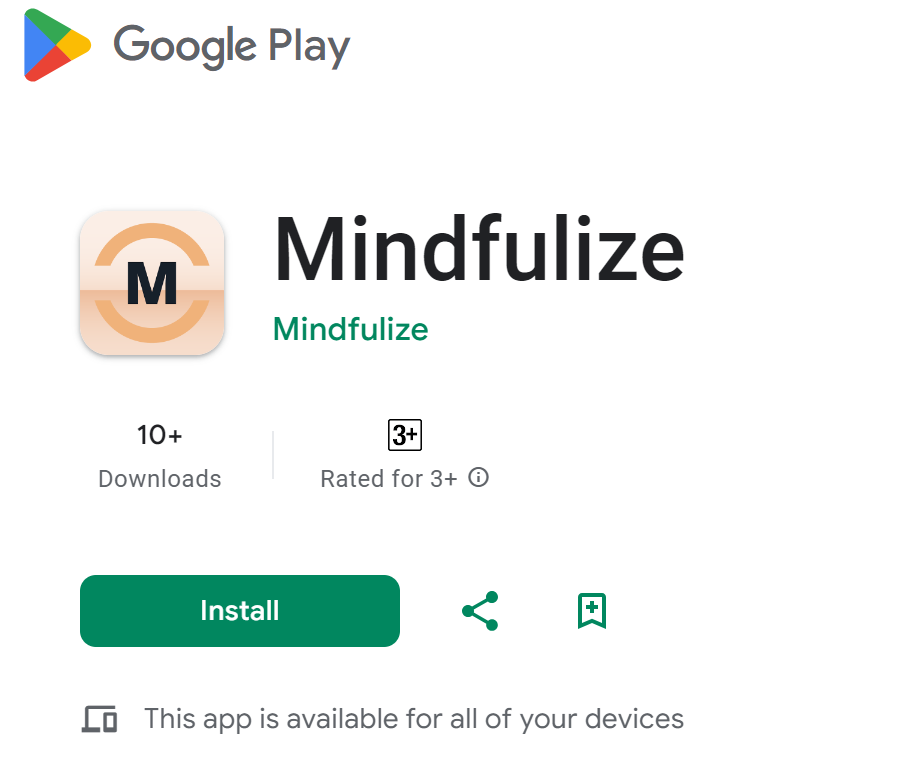 Google Play
M
Mindfulize
Mindfulize
10+
Downloads
3+
Rated for 3+
Install
This app is available for all of your devices